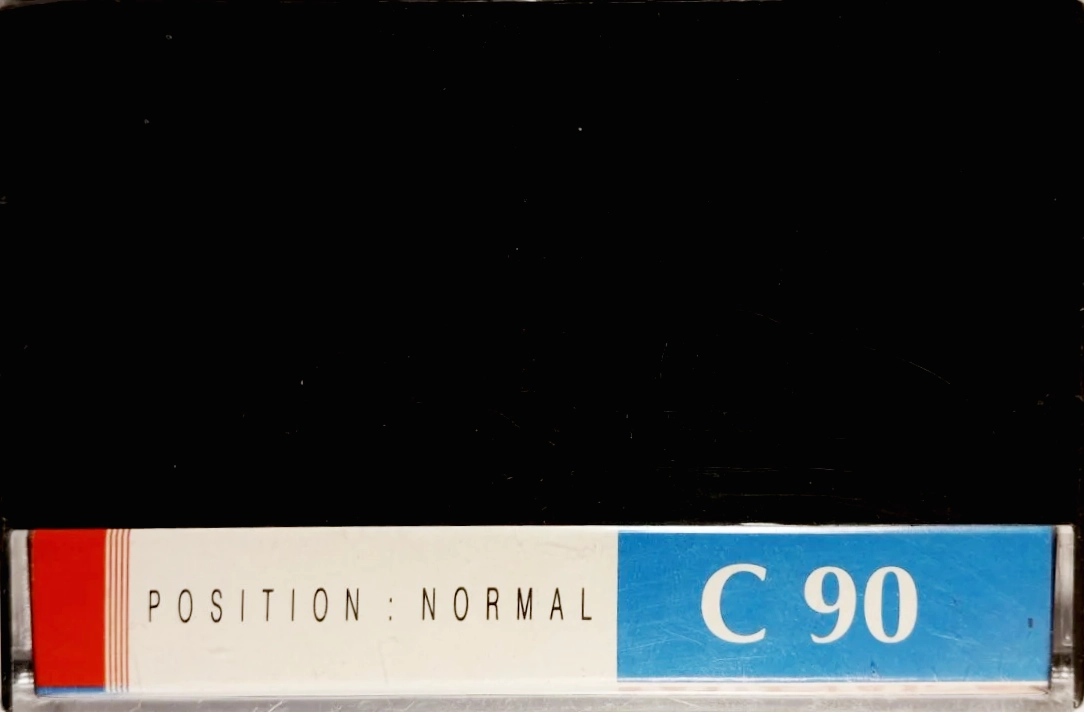 POSITION : NORMAL C 90